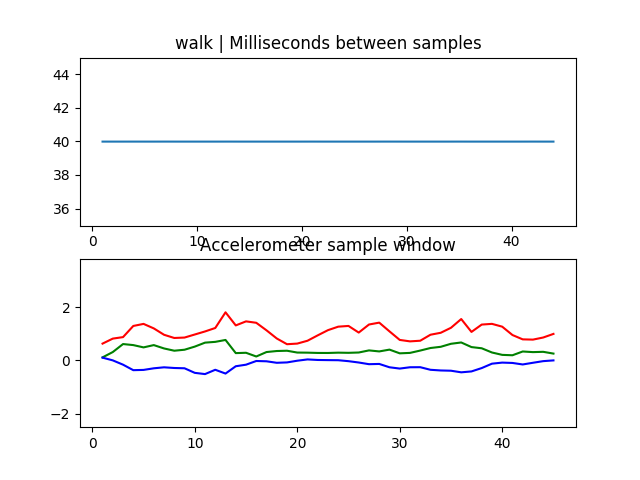 walk | Milliseconds between samples
44
42
40
38
36
0 10 20 30 40
Accelerometer sample window
2
0
−2
0 10 20 30 40